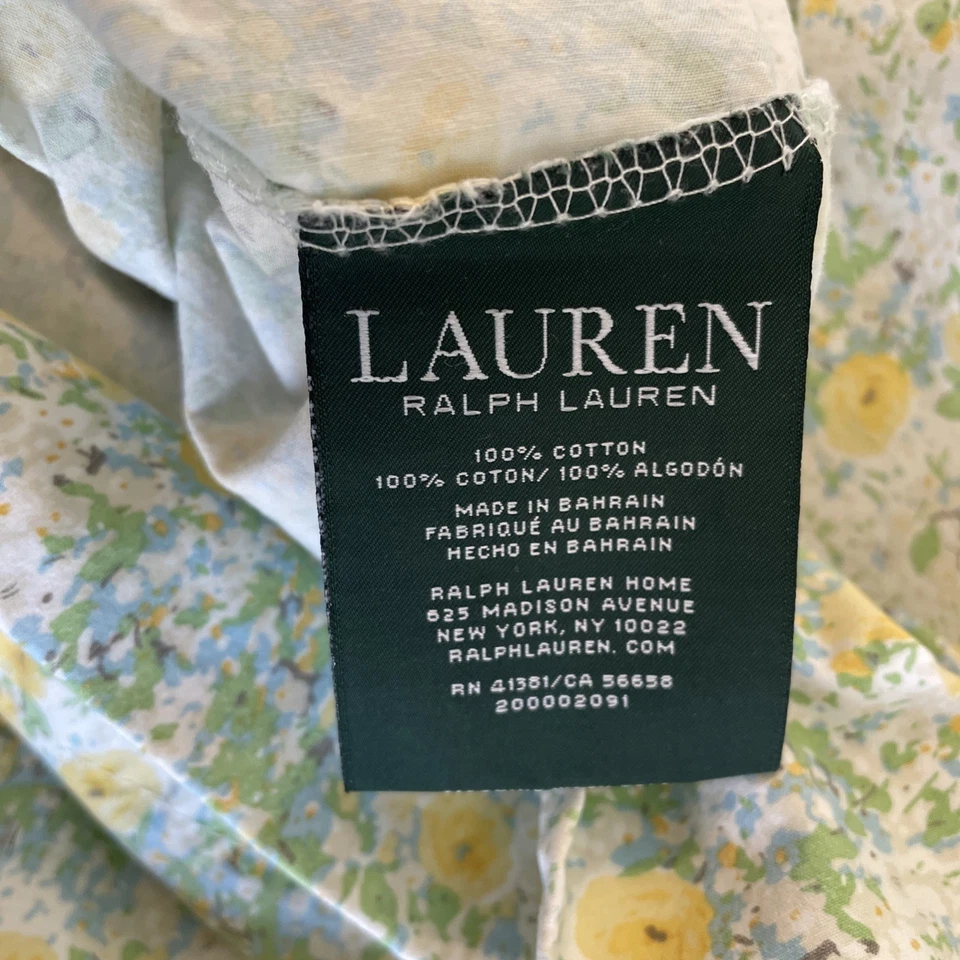 LAUREN
RALPH LAUREN
100% COTTON
100% COTON/ 100% ALGODÓN
MADE IN BAHRAIN
FABRIQUÉ AU BAHRAIN
HECHO EN BAHRAIN
RALPH LAUREN HOME
625 MADISON AVENUE
NEW YORK, NY 10022
RALPHLAUREN. COM
RN 41381/CA 56658
200002091